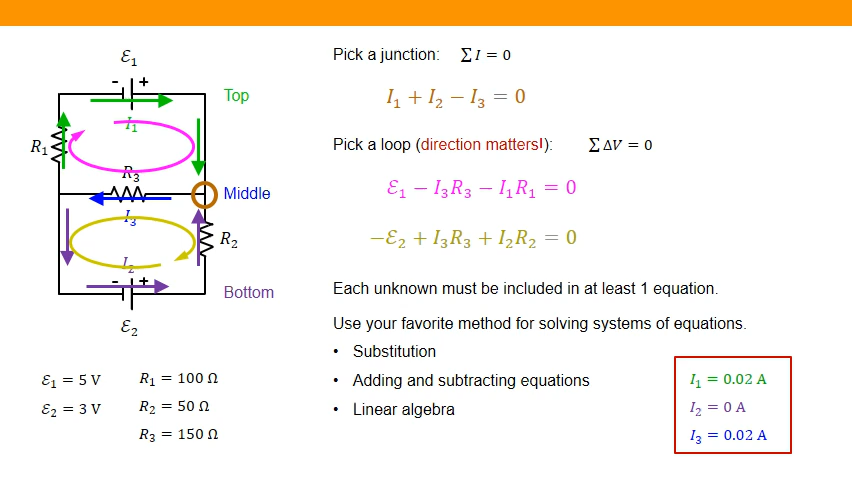 ℰ₁
- +
Top
I₁
R₁
R₃
Middle
I₃
R₂
I₂
- +
Bottom
ℰ₂
ℰ₁ = 5 V
ℰ₂ = 3 V
R₁ = 100 Ω
R₂ = 50 Ω
R₃ = 150 Ω
Pick a junction: ∑ I = 0
I₁ + I₂ − I₃ = 0
Pick a loop (direction matters!): ∑ ΔV = 0
ℰ₁ − I₃R₃ − I₁R₁ = 0
−ℰ₂ + I₃R₃ + I₂R₂ = 0
Each unknown must be included in at least 1 equation.
Use your favorite method for solving systems of equations.
• Substitution
• Adding and subtracting equations
• Linear algebra
I₁ = 0.02 A
I₂ = 0 A
I₃ = 0.02 A